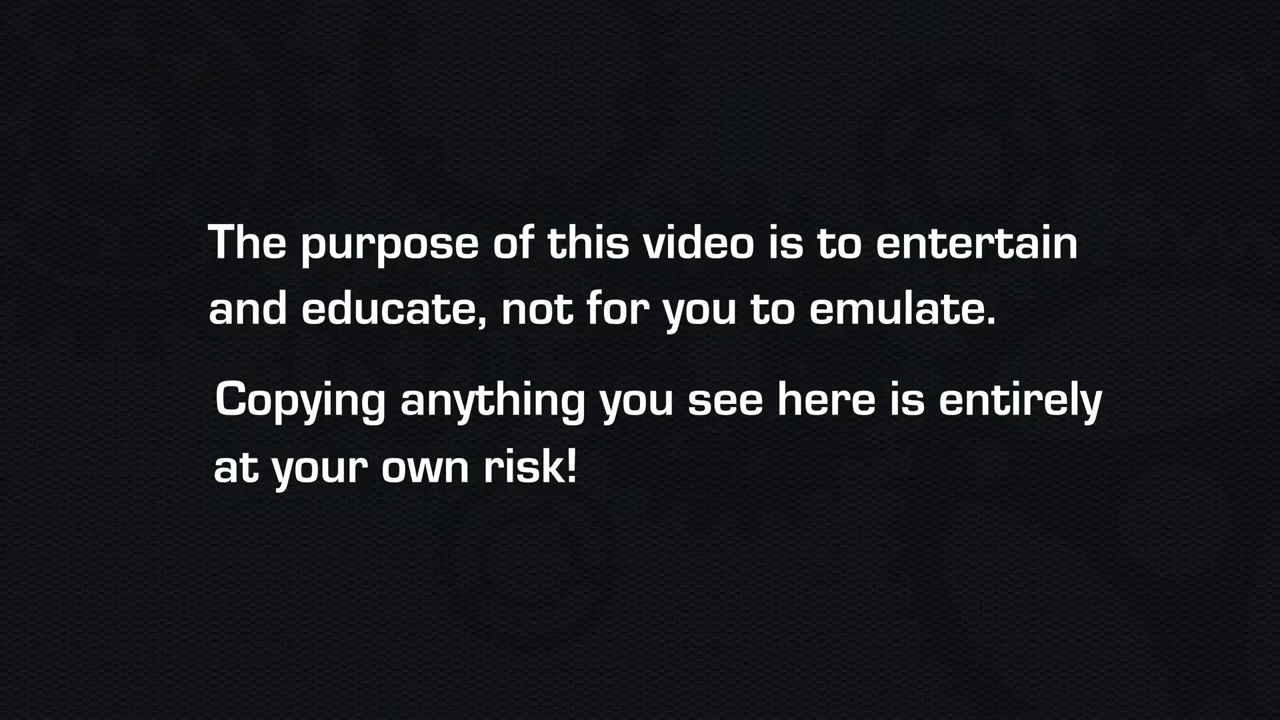 The purpose of this video is to entertain
and educate, not for you to emulate.
Copying anything you see here is entirely
at your own risk!